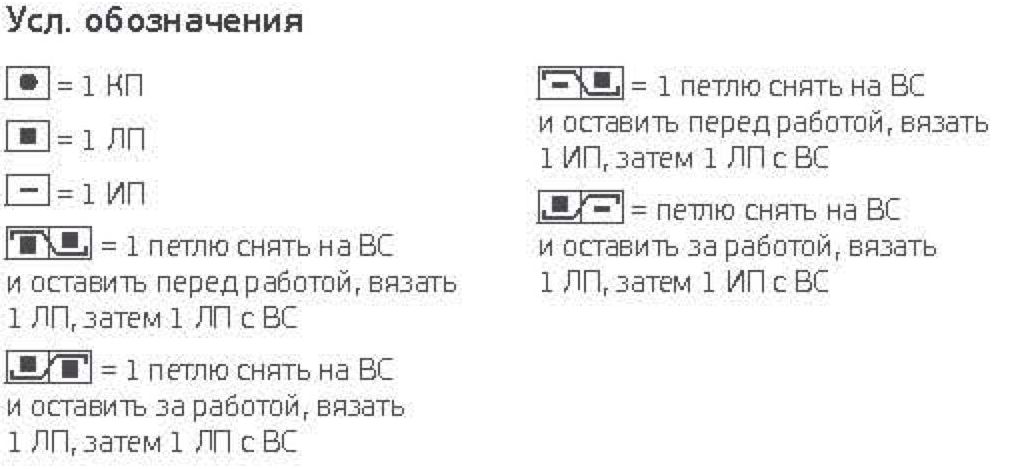 Усл. обозначения
= 1 КП
= 1 ЛП
= 1 ИП
= 1 петлю снять на ВС
и оставить перед работой, вязать
1 ЛП, затем 1 ЛП с ВС
= 1 петлю снять на ВС
и оставить за работой, вязать
1 ЛП, затем 1 ЛП с ВС
= 1 петлю снять на ВС
и оставить перед работой, вязать
1 ИП, затем 1 ЛП с ВС
= петлю снять на ВС
и оставить за работой, вязать
1 ЛП, затем 1 ИП с ВС